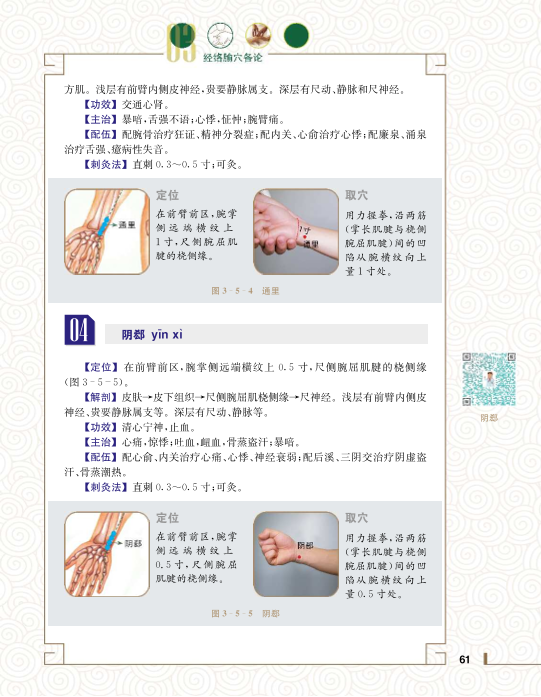 03
经络腧穴各论
方肌。浅层有前臂内侧皮神经,贵要静脉属支。深层有尺动、静脉和尺神经。
【功效】交通心肾。
【主治】暴喑,舌强不语;心悸,怔忡;腕臂痛。
【配伍】配腕骨治疗狂证、精神分裂症;配内关、心俞治疗心悸;配廉泉、涌泉
治疗舌强、癔病性失音。
【刺灸法】直刺0.3~0.5寸;可灸。
定位
在前臂前区,腕掌
侧远端横纹上
1寸,尺侧腕屈肌
腱的桡侧缘。
通里
取穴
用力握拳,沿两筋
(掌长肌腱与桡侧
腕屈肌腱)间的凹
陷从腕横纹向上
量1寸处。
1寸
通里
图3-5-4 通里
04
阴郄 yīn xì
【定位】在前臂前区,腕掌侧远端横纹上0.5寸,尺侧腕屈肌腱的桡侧缘
(图3-5-5)。
【解剖】皮肤→皮下组织→尺侧腕屈肌桡侧缘→尺神经。浅层有前臂内侧皮
神经、贵要静脉属支等。深层有尺动、静脉等。
【功效】清心宁神,止血。
【主治】心痛,惊悸;吐血,衄血,骨蒸盗汗;暴喑。
【配伍】配心俞、内关治疗心痛、心悸、神经衰弱;配后溪、三阴交治疗阴虚盗
汗、骨蒸潮热。
【刺灸法】直刺0.3~0.5寸;可灸。
阴郄
定位
在前臂前区,腕掌
侧远端横纹上
0.5寸,尺侧腕屈
肌腱的桡侧缘。
阴郄
取穴
用力握拳,沿两筋
(掌长肌腱与桡侧
腕屈肌腱)间的凹
陷从腕横纹向上
量0.5寸处。
阴郄
图3-5-5 阴郄
61